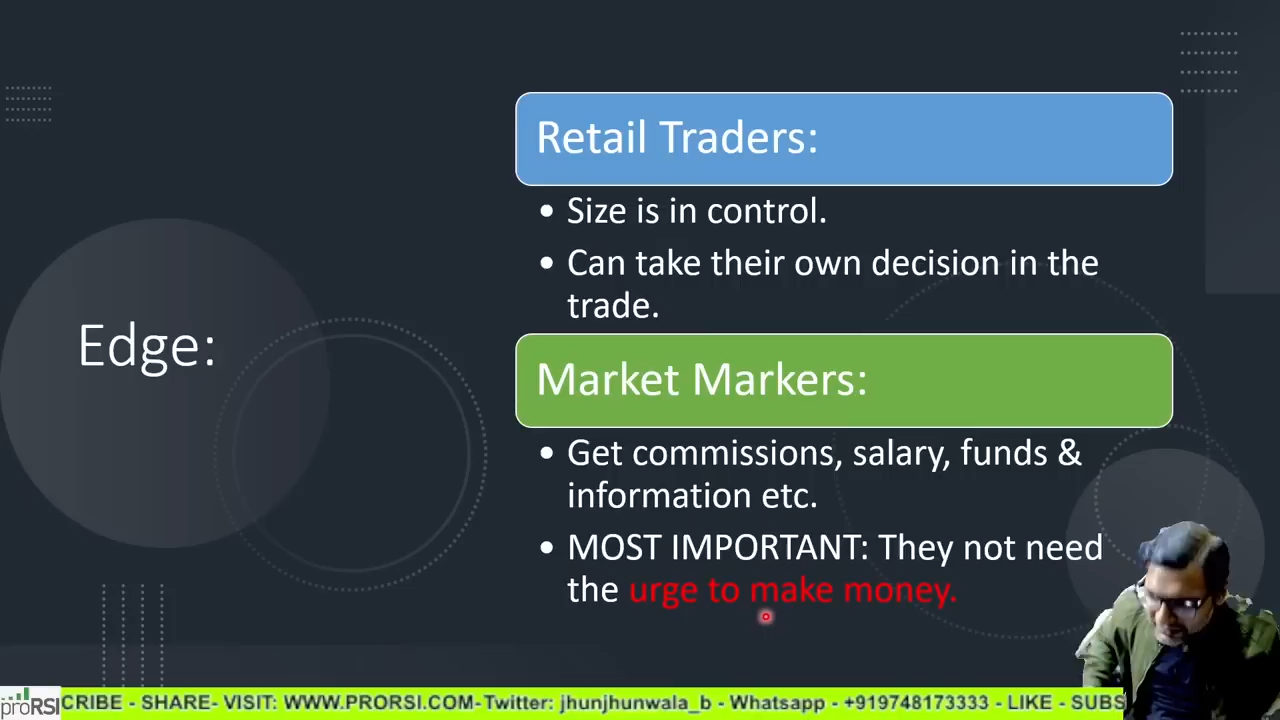 Edge:
Retail Traders:
• Size is in control.
• Can take their own decision in the
trade.
Market Markers:
• Get commissions, salary, funds &
information etc.
• MOST IMPORTANT: They not need
the urge to make money.
proRSI
CRIBE - SHARE- VISIT: WWW.PRORSI.COM- Twitter: jhunjhunwala_b - Whatsapp - +919748173333 - LIKE - SUBS